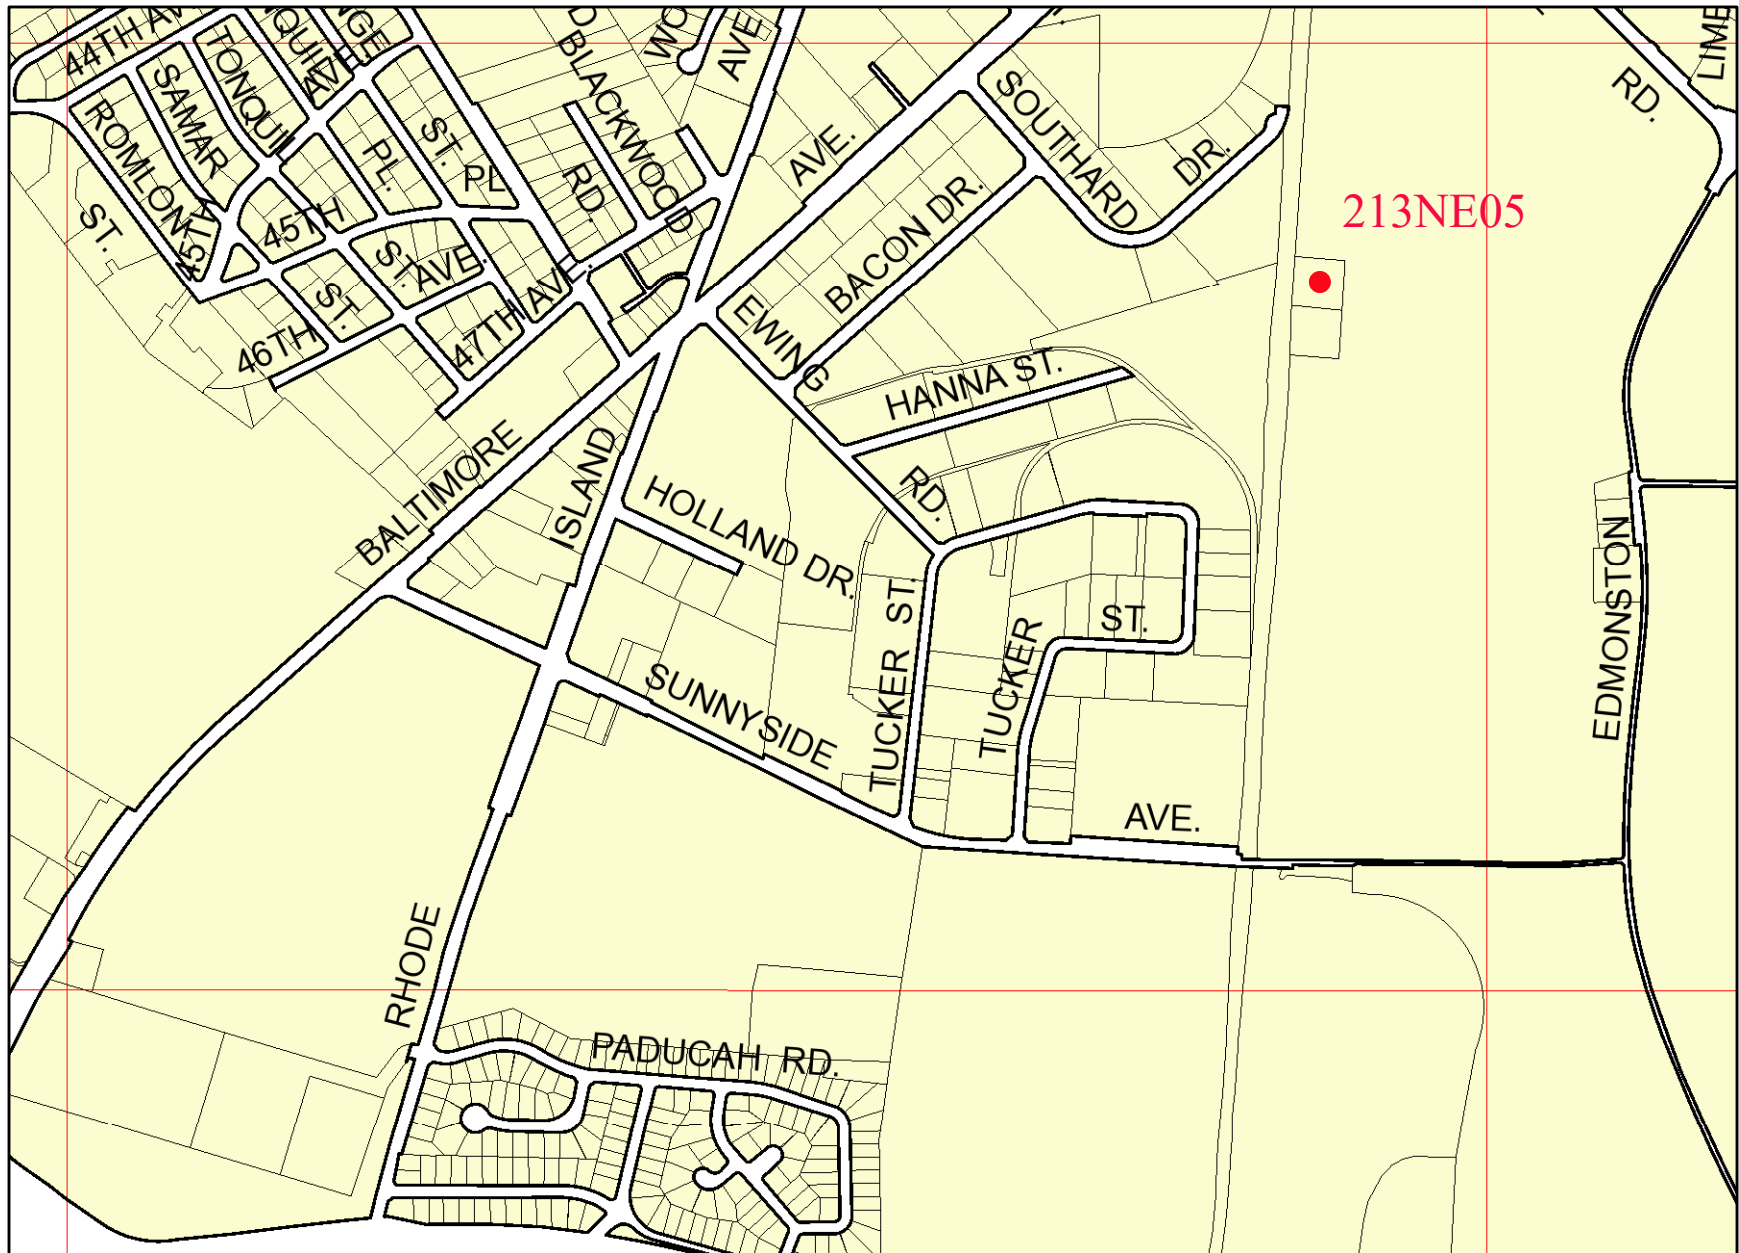 44TH AV
SAMAR
TONQUIL
AVE.
BLACKWOOD
RD.
WO
AVE
LIME
RD.
ROMLON
ST.
PL.
ST.
PL.
45TH
45TH
ST.
AVE.
ST.
46TH
47TH AVE.
SOUTHARD
DR.
AVE.
BACON DR.
213NE05
EWING
RD.
HANNA ST.
BALTIMORE
ISLAND
HOLLAND DR.
TUCKER ST.
TUCKER
ST.
EDMONSTON
SUNNYSIDE
AVE.
RHODE
PADUCAH RD.